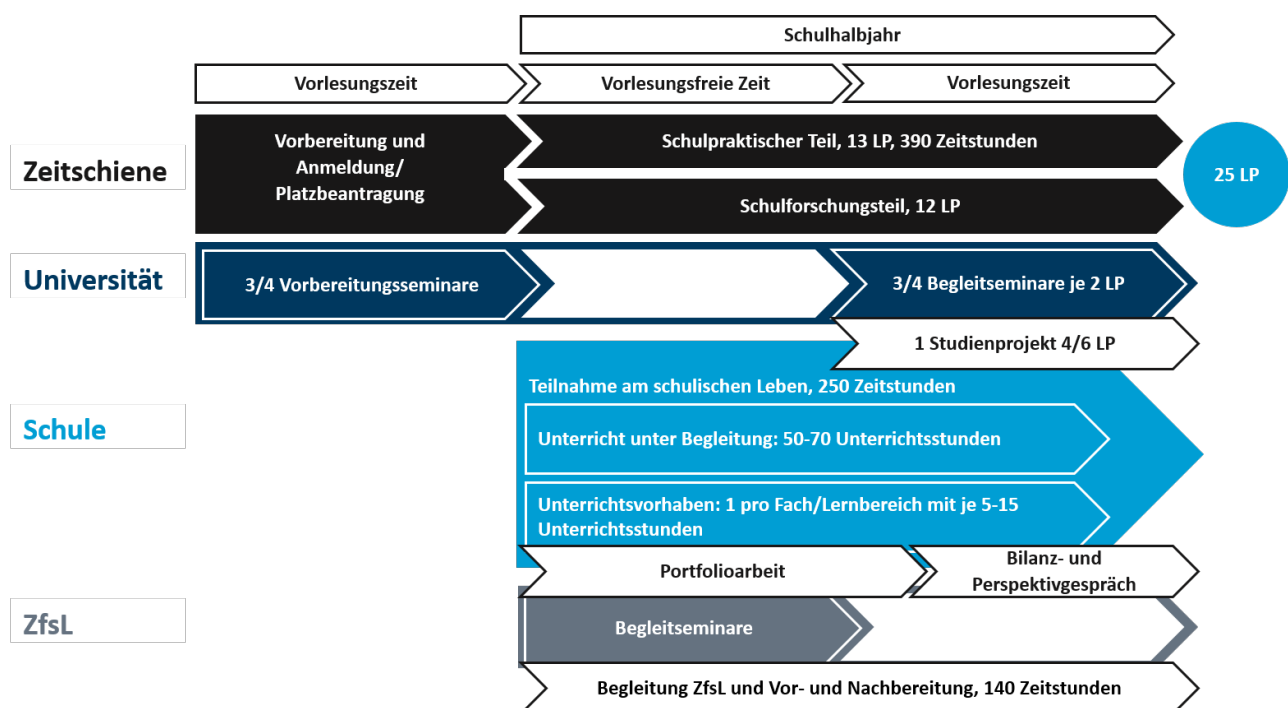 Schulhalbjahr
Vorlesungszeit
Vorlesungsfreie Zeit
Vorlesungszeit
Zeitschiene
Vorbereitung und
Anmeldung/
Platzbeantragung
Schulpraktischer Teil, 13 LP, 390 Zeitstunden
Schulforschungsteil, 12 LP
25 LP
Universität
3/4 Vorbereitungsseminare
3/4 Begleitseminare je 2 LP
1 Studienprojekt 4/6 LP
Schule
Teilnahme am schulischen Leben, 250 Zeitstunden
Unterricht unter Begleitung: 50-70 Unterrichtsstunden
Unterrichtsvorhaben: 1 pro Fach/Lernbereich mit je 5-15
Unterrichtsstunden
Portfolioarbeit
Bilanz- und
Perspektivgespräch
ZfsL
Begleitseminare
Begleitung ZfsL und Vor- und Nachbereitung, 140 Zeitstunden